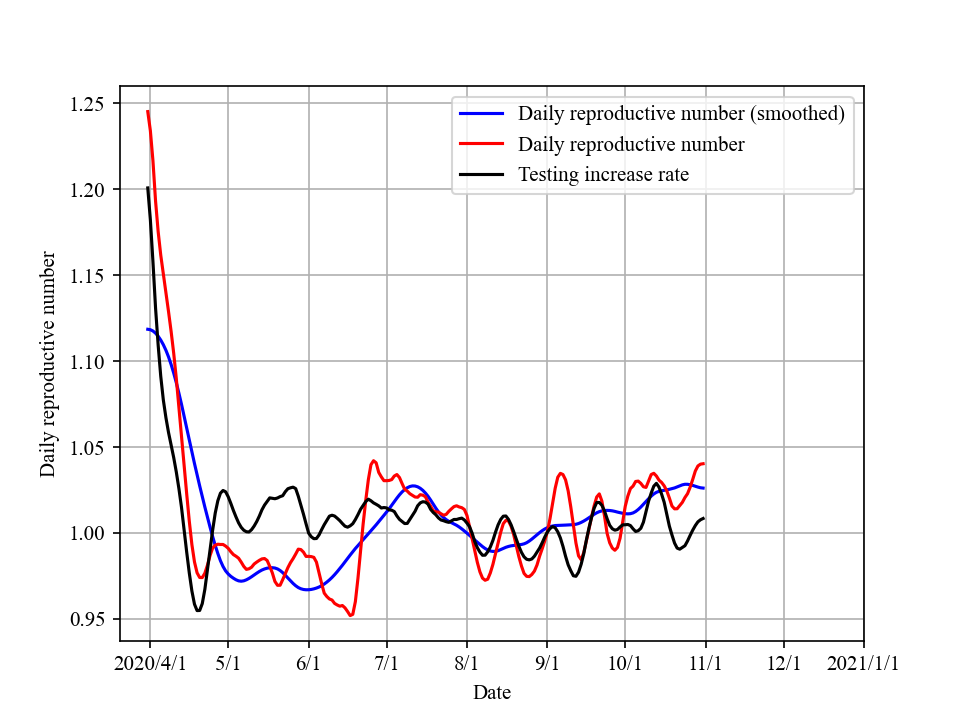 Daily reproductive number (smoothed)
Daily reproductive number
Testing increase rate
Daily reproductive number
1.25
1.20
1.15
1.10
1.05
1.00
0.95
2020/4/1 5/1 6/1 7/1 8/1 9/1 10/1 11/1 12/1 2021/1/1
Date